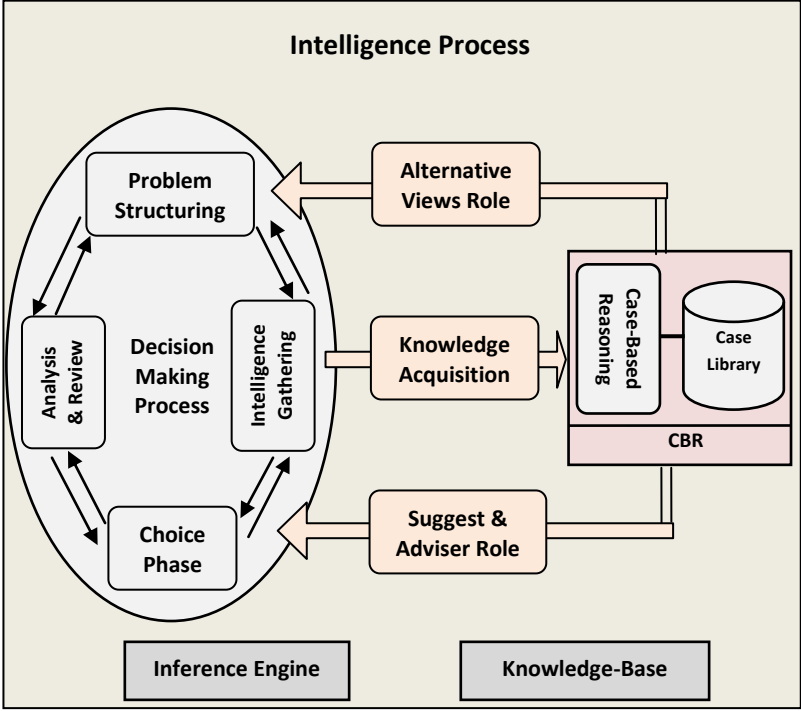 Intelligence Process
Problem
Structuring
Alternative
Views Role
Analysis
& Review
Decision
Making
Process
Intelligence
Gathering
Knowledge
Acquisition
Case-Based
Reasoning
Case
Library
CBR
Choice
Phase
Suggest &
Adviser Role
Inference Engine
Knowledge-Base